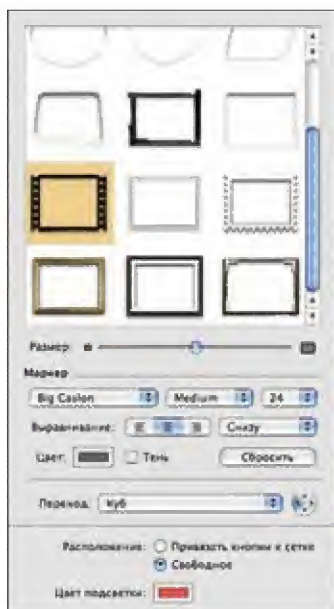 Размер:
Маркер
Big Caslon Medium 24
Выравнивание: Снизу
Цвет: Тень Сбросить
Переход: Куб
Расположение: Привязать кнопки к сетке
Свободное
Цвет подсветки: